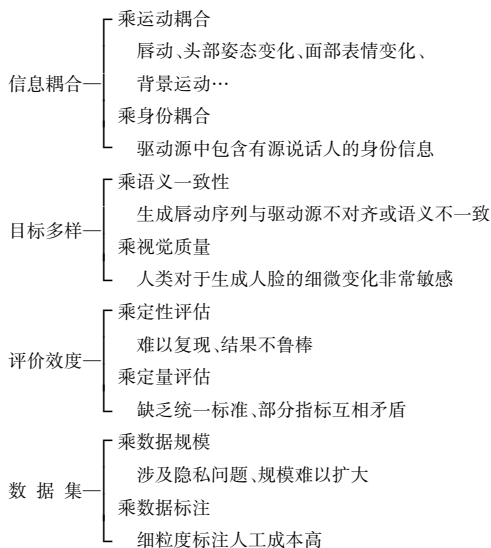 乘运动耦合
唇动、头部姿态变化、面部表情变化、
信息耦合
背景运动…
乘身份耦合
驱动源中包含有源说话人的身份信息
乘语义一致性
生成唇动序列与驱动源不对齐或语义不一致
目标多样
乘视觉质量
人类对于生成人脸的细微变化非常敏感
乘定性评估
难以复现、结果不鲁棒
评价效度
乘定量评估
缺乏统一标准、部分指标互相矛盾
乘数据规模
涉及隐私问题、规模难以扩大
数 据 集
乘数据标注
细粒度标注人工成本高